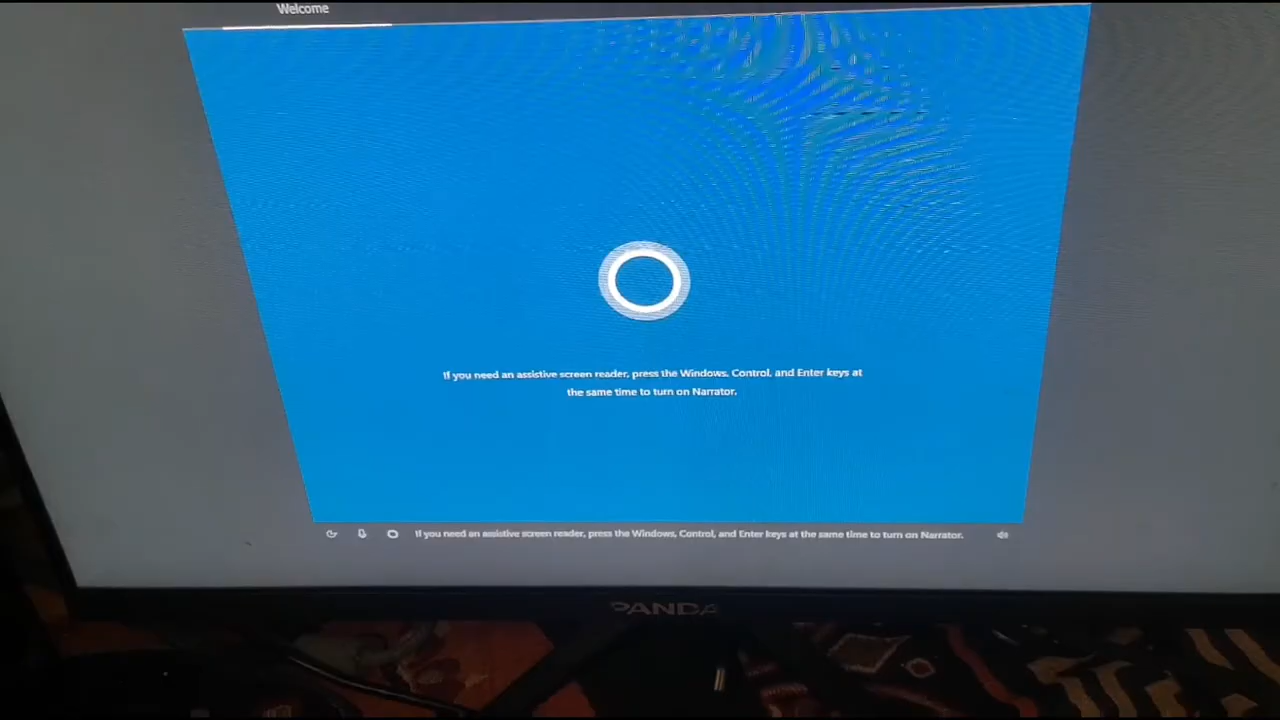 Welcome
If you need an assistive screen reader, press the Windows, Control, and Enter keys at
the same time to turn on Narrator.
If you need an assistive screen reader, press the Windows, Control, and Enter keys at the same time to turn on Narrator.
PANDA